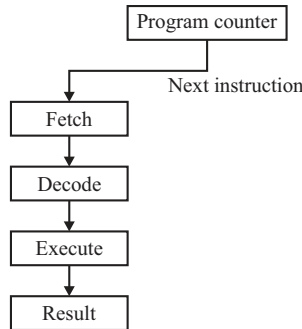 Program counter
Next instruction
Fetch
Decode
Execute
Result